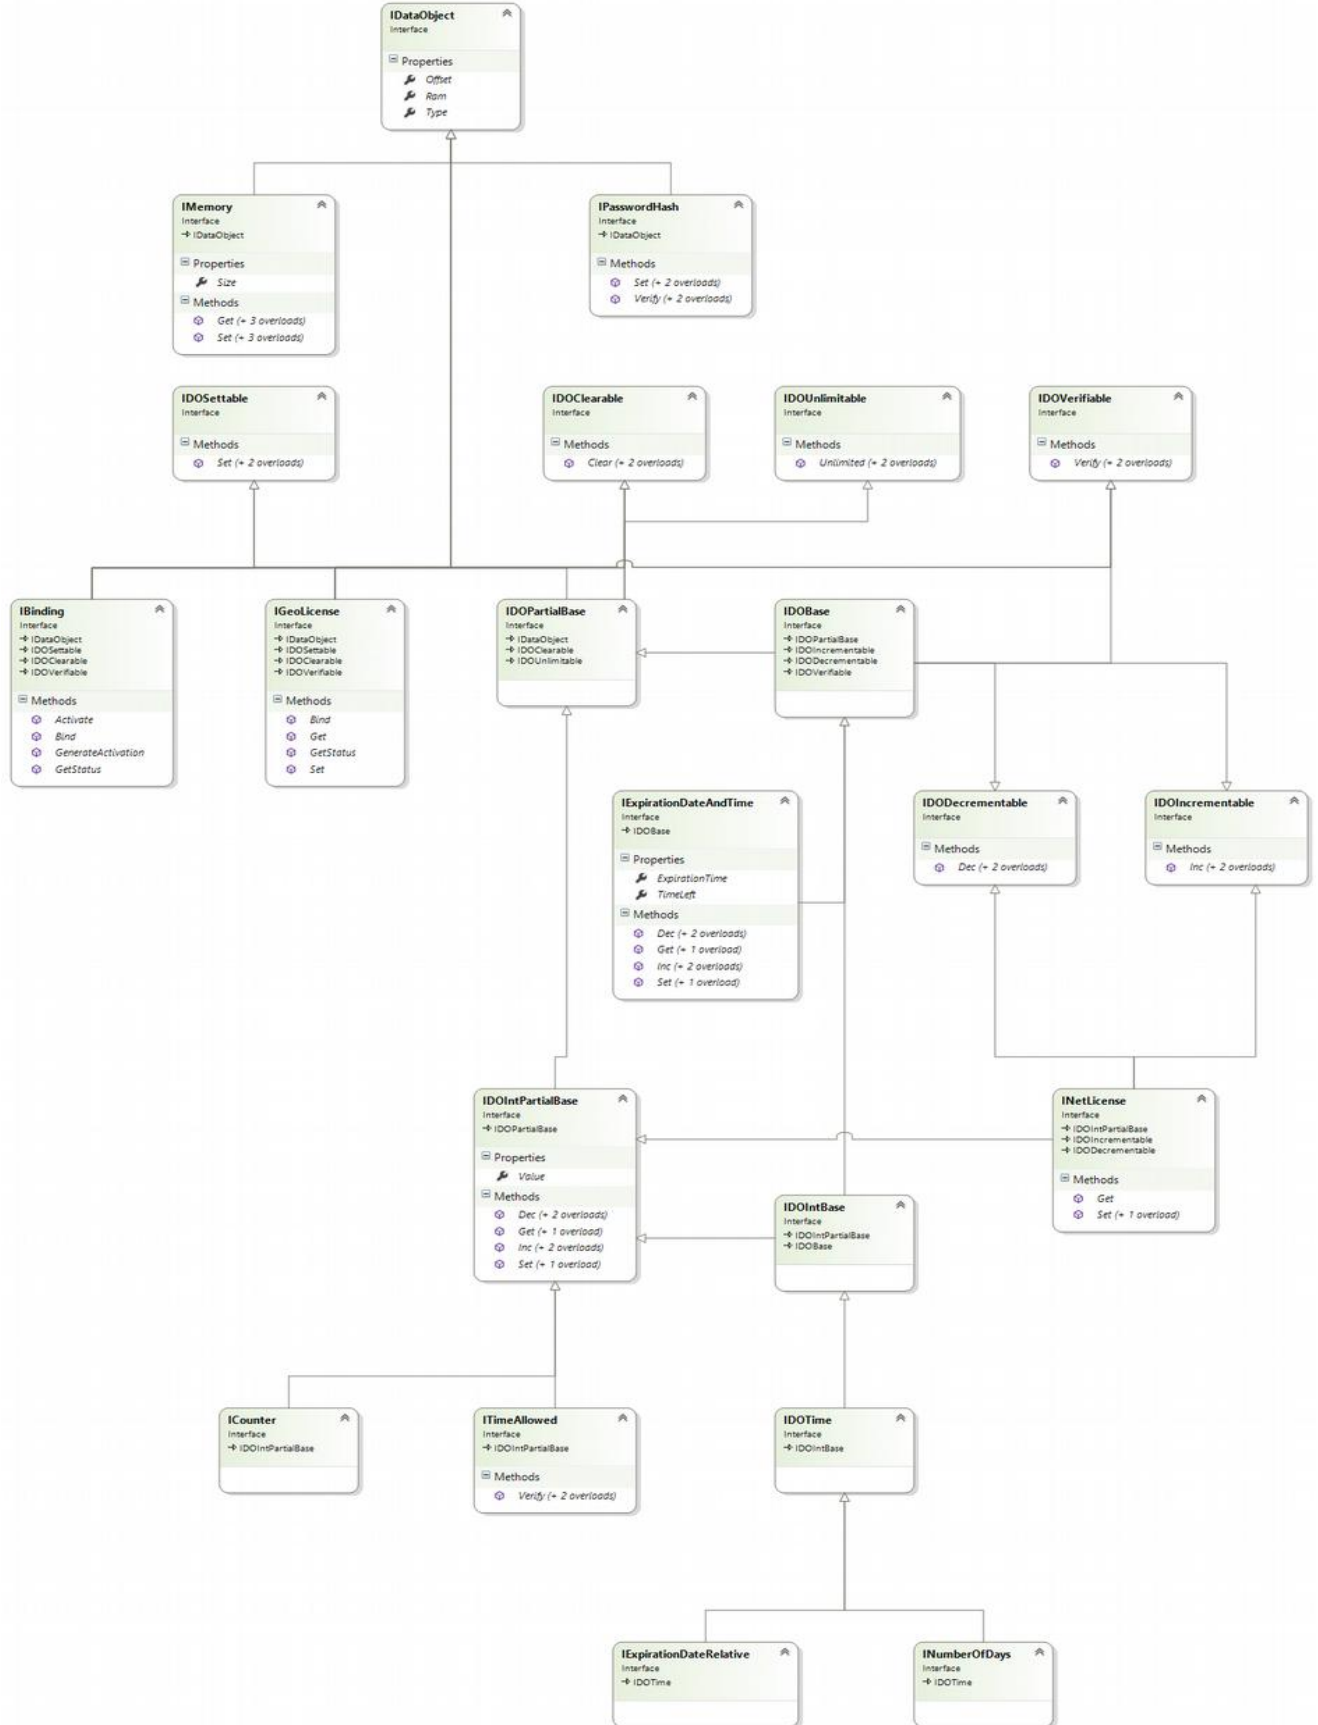 IDataObject
Interface
Properties
Offset
Ram
Type
IMemory
Interface
IDataObject
Properties
Size
Methods
Get (+ 3 overloads)
Set (+ 3 overloads)
IPasswordHash
Interface
IDataObject
Methods
Set (+ 2 overloads)
Verify (+ 2 overloads)
IDOSettable
Interface
Methods
Set (+ 2 overloads)
IDOClearable
Interface
Methods
Clear (+ 2 overloads)
IDOUnlimitable
Interface
Methods
Unlimited (+ 2 overloads)
IDOVerifiable
Interface
Methods
Verify (+ 2 overloads)
IBinding
Interface
IDataObject
IDOSettable
IDOClearable
IDOVerifiable
Methods
Activate
Bind
GenerateActivation
GetStatus
IGeoLicense
Interface
IDataObject
IDOSettable
IDOClearable
IDOVerifiable
Methods
Bind
Get
GetStatus
Set
IDOPartialBase
Interface
IDataObject
IDOClearable
IDOUnlimitable
IDOBase
Interface
IDOPartialBase
IDOIncrementable
IDODecrementable
IDOVerifiable
IExpirationDateAndTime
Interface
IDOBase
Properties
ExpirationTime
TimeLeft
Methods
Dec (+ 2 overloads)
Get (+ 1 overload)
Inc (+ 2 overloads)
Set (+ 1 overload)
IDODecrementable
Interface
Methods
Dec (+ 2 overloads)
IDOIncrementable
Interface
Methods
Inc (+ 2 overloads)
IDOIntPartialBase
Interface
IDOPartialBase
Properties
Value
Methods
Dec (+ 2 overloads)
Get (+ 1 overload)
Inc (+ 2 overloads)
Set (+ 1 overload)
INetLicense
Interface
IDOIntPartialBase
IDOIncrementable
IDODecrementable
Methods
Get
Set (+ 1 overload)
IDOIntBase
Interface
IDOIntPartialBase
IDOBase
ICounter
Interface
IDOIntPartialBase
ITimeAllowed
Interface
IDOIntPartialBase
Methods
Verify (+ 2 overloads)
IDOTime
Interface
IDOIntBase
IExpirationDateRelative
Interface
IDOTime
INumberOfDays
Interface
IDOTime